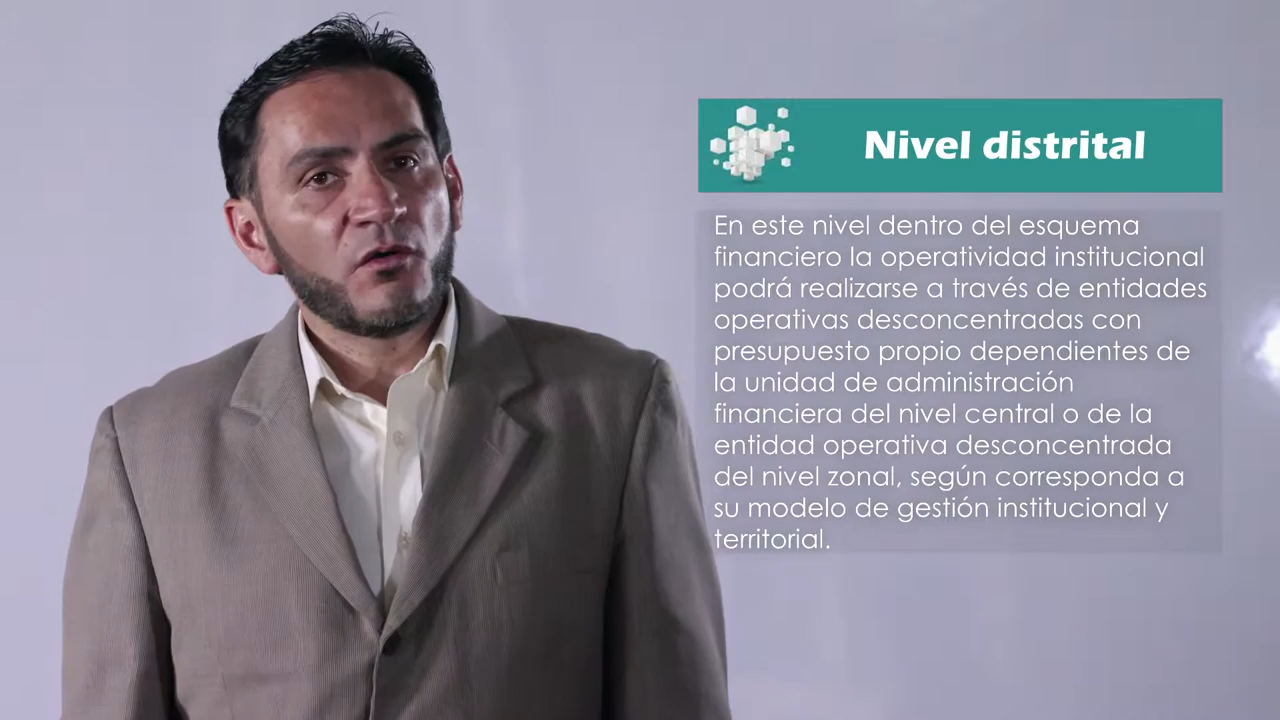 Nivel distrital
En este nivel dentro del esquema
financiero la operatividad institucional
podrá realizarse a través de entidades
operativas desconcentradas con
presupuesto propio dependientes de
la unidad de administración
financiera del nivel central o de la
entidad operativa desconcentrada
del nivel zonal, según corresponda a
su modelo de gestión institucional y
territorial.